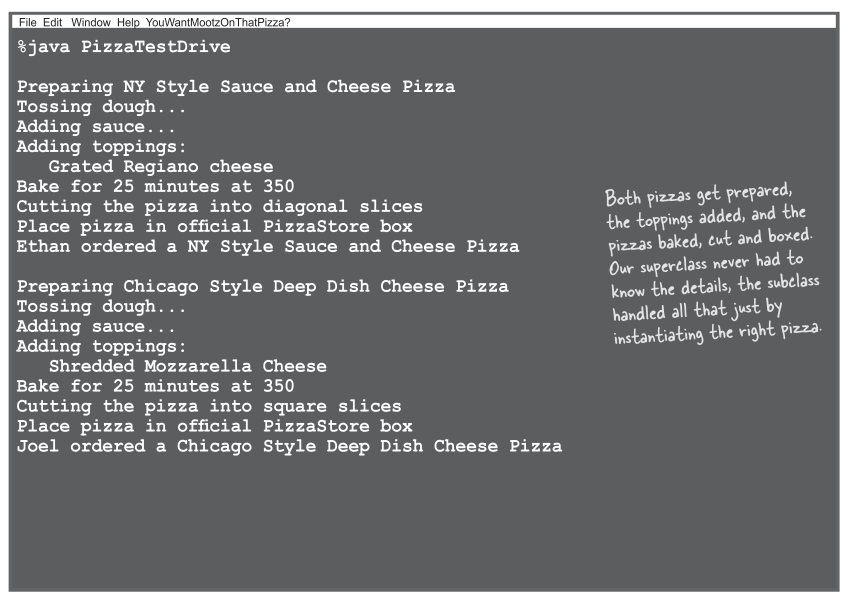 File Edit Window Help YouWantMootzOnThatPizza?
%java PizzaTestDrive
Preparing NY Style Sauce and Cheese Pizza
Tossing dough...
Adding sauce...
Adding toppings:
Grated Regiano cheese
Bake for 25 minutes at 350
Cutting the pizza into diagonal slices
Place pizza in official PizzaStore box
Ethan ordered a NY Style Sauce and Cheese Pizza
Preparing Chicago Style Deep Dish Cheese Pizza
Tossing dough...
Adding sauce...
Adding toppings:
Shredded Mozzarella Cheese
Bake for 25 minutes at 350
Cutting the pizza into square slices
Place pizza in official PizzaStore box
Joel ordered a Chicago Style Deep Dish Cheese Pizza
Both pizzas get prepared,
the toppings added, and the
pizzas baked, cut and boxed.
Our superclass never had to
know the details, the subclass
handled all that just by
instantiating the right pizza.